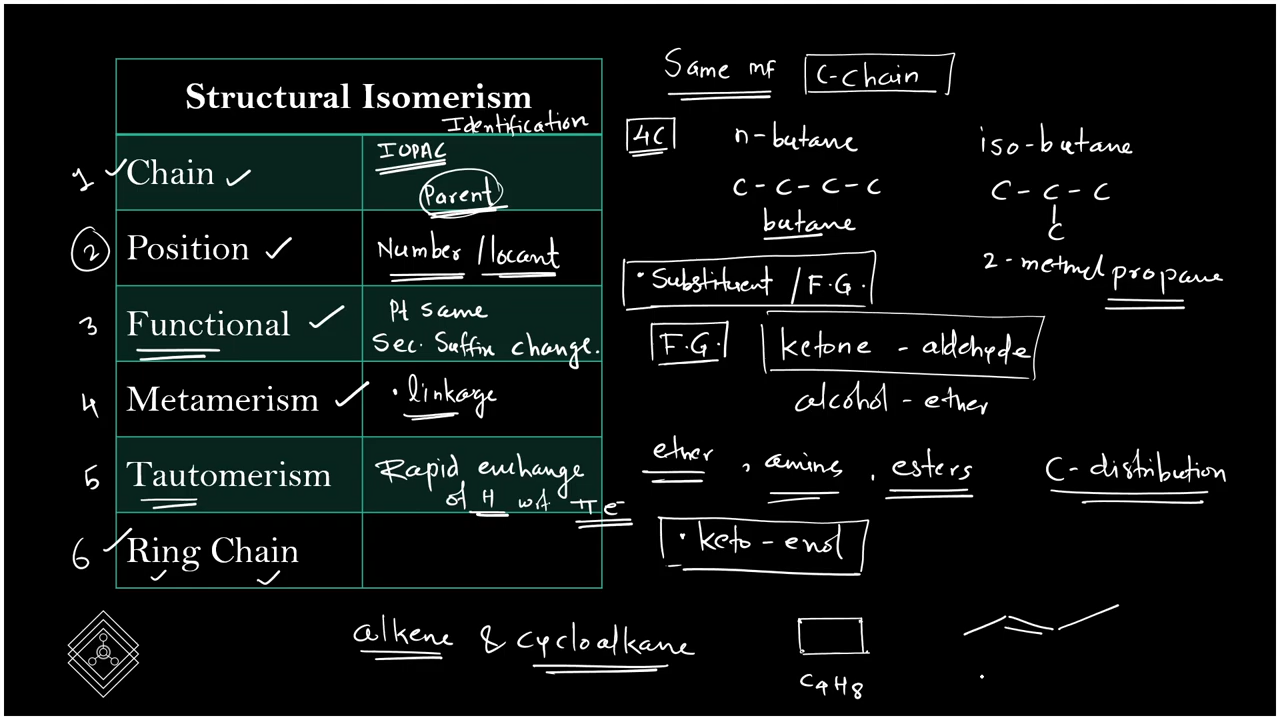 Structural Isomerism
Identification
1 Chain
IUPAC
Parent
2 Position
Number / locant
3 Functional
Pt same
Sec. Suffix change.
4 Metamerism
• linkage
5 Tautomerism
Rapid exchange
of H wrt π e-
6 Ring Chain
Same mf C-Chain
4C n-butane iso-butane
C - C - C - C C - C - C
C
butane
2-methyl propane
• Substituent / F.G.
F.G. ketone - aldehyde
alcohol - ether
ether, amines, esters C-distribution
• keto - enol
alkene & cycloalkane
C4H8